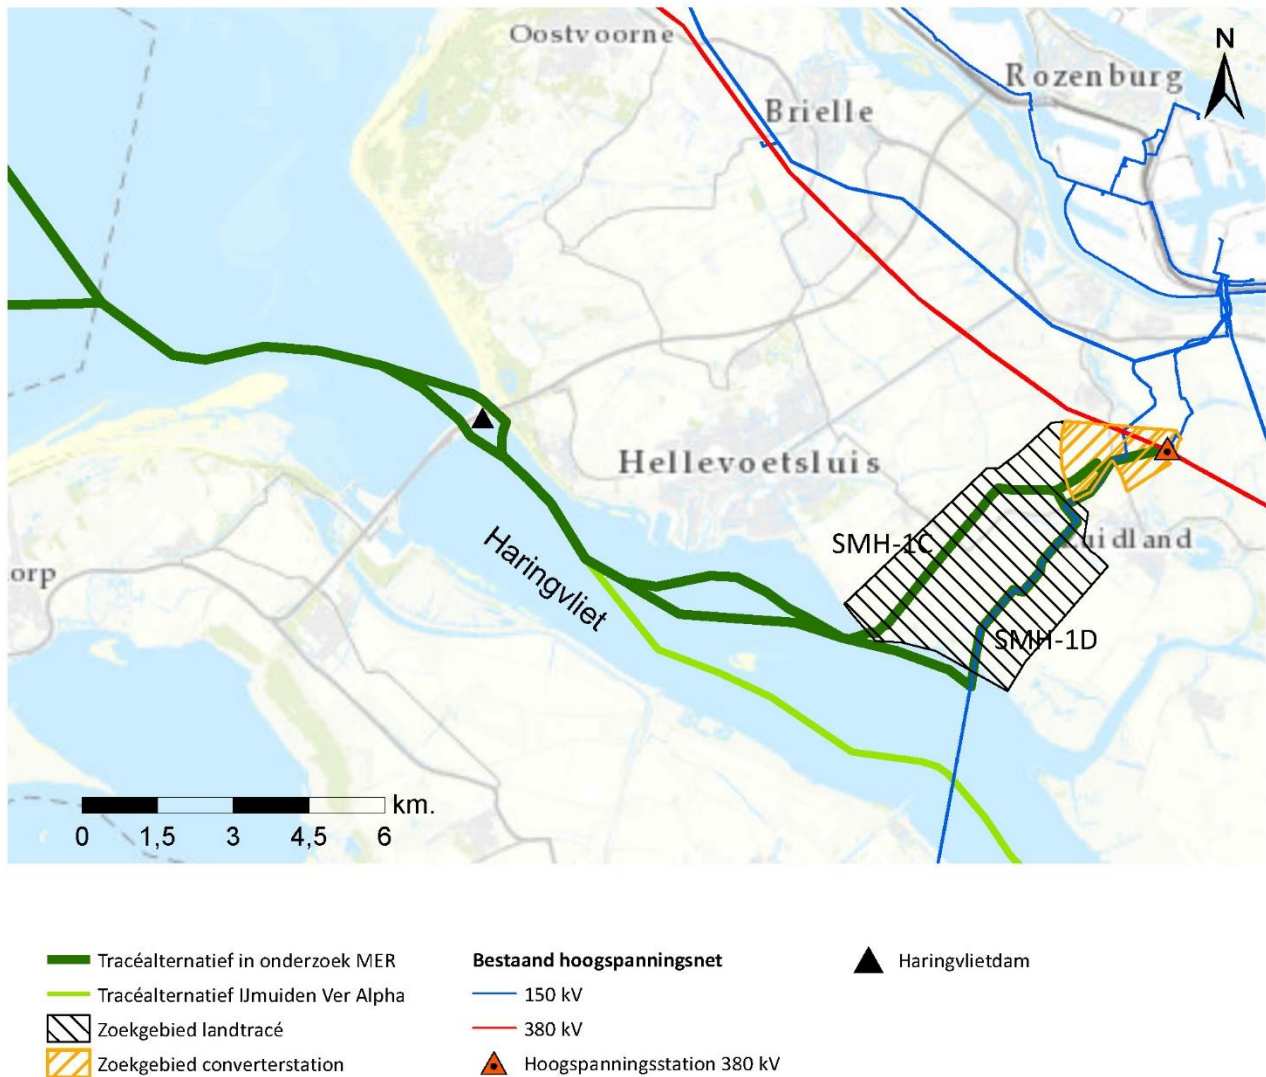 Oostvoorne
N
Rozenburg
Brielle
Hellevoetsluis
SMH-1C
uidland
Haringvliet
orp
SMH-1D
km.
0 1,5 3 4,5 6
Tracéalternatief in onderzoek MER
Tracéalternatief IJmuiden Ver Alpha
Zoekgebied landtracé
Zoekgebied converterstation
Bestaand hoogspanningsnet
150 kV
380 kV
Hoogspanningsstation 380 kV
Haringvlietdam